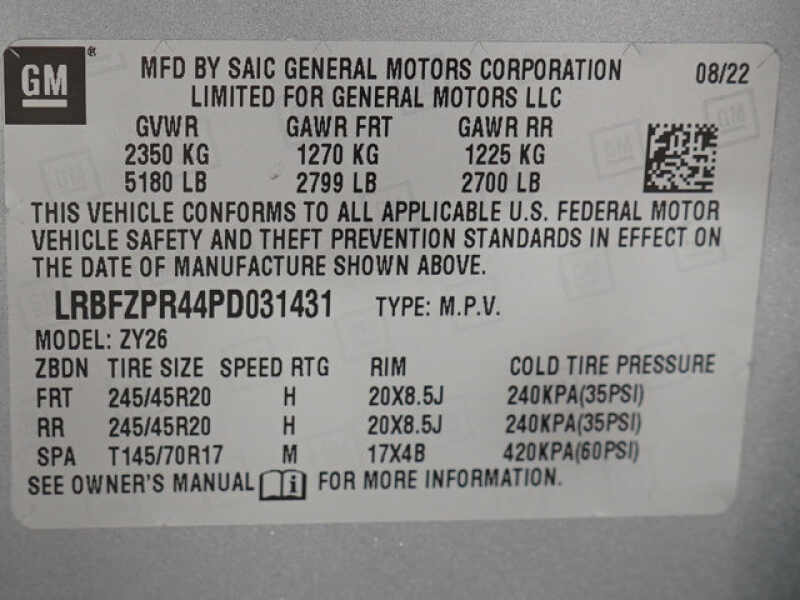 GM ® MFD BY SAIC GENERAL MOTORS CORPORATION 08/22
LIMITED FOR GENERAL MOTORS LLC
GVWR GAWR FRT GAWR RR
2350 KG 1270 KG 1225 KG
5180 LB 2799 LB 2700 LB
THIS VEHICLE CONFORMS TO ALL APPLICABLE U.S. FEDERAL MOTOR
VEHICLE SAFETY AND THEFT PREVENTION STANDARDS IN EFFECT ON
THE DATE OF MANUFACTURE SHOWN ABOVE.
LRBFZPR44PD031431 TYPE: M.P.V.
MODEL: ZY26
ZBDN TIRE SIZE SPEED RTG RIM COLD TIRE PRESSURE
FRT 245/45R20 H 20X8.5J 240KPA(35PSI)
RR 245/45R20 H 20X8.5J 240KPA(35PSI)
SPA T145/70R17 M 17X4B 420KPA(60PSI)
SEE OWNER'S MANUAL i FOR MORE INFORMATION.